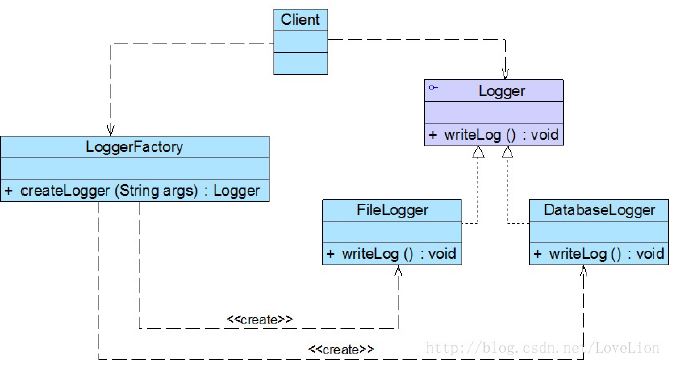 Client
Logger
+ writeLog () : void
LoggerFactory
+ createLogger (String args) : Logger
FileLogger
+ writeLog () : void
DatabaseLogger
+ writeLog () : void
<<create>>
<<create>>
http://blog.csdn.net/LoveLion